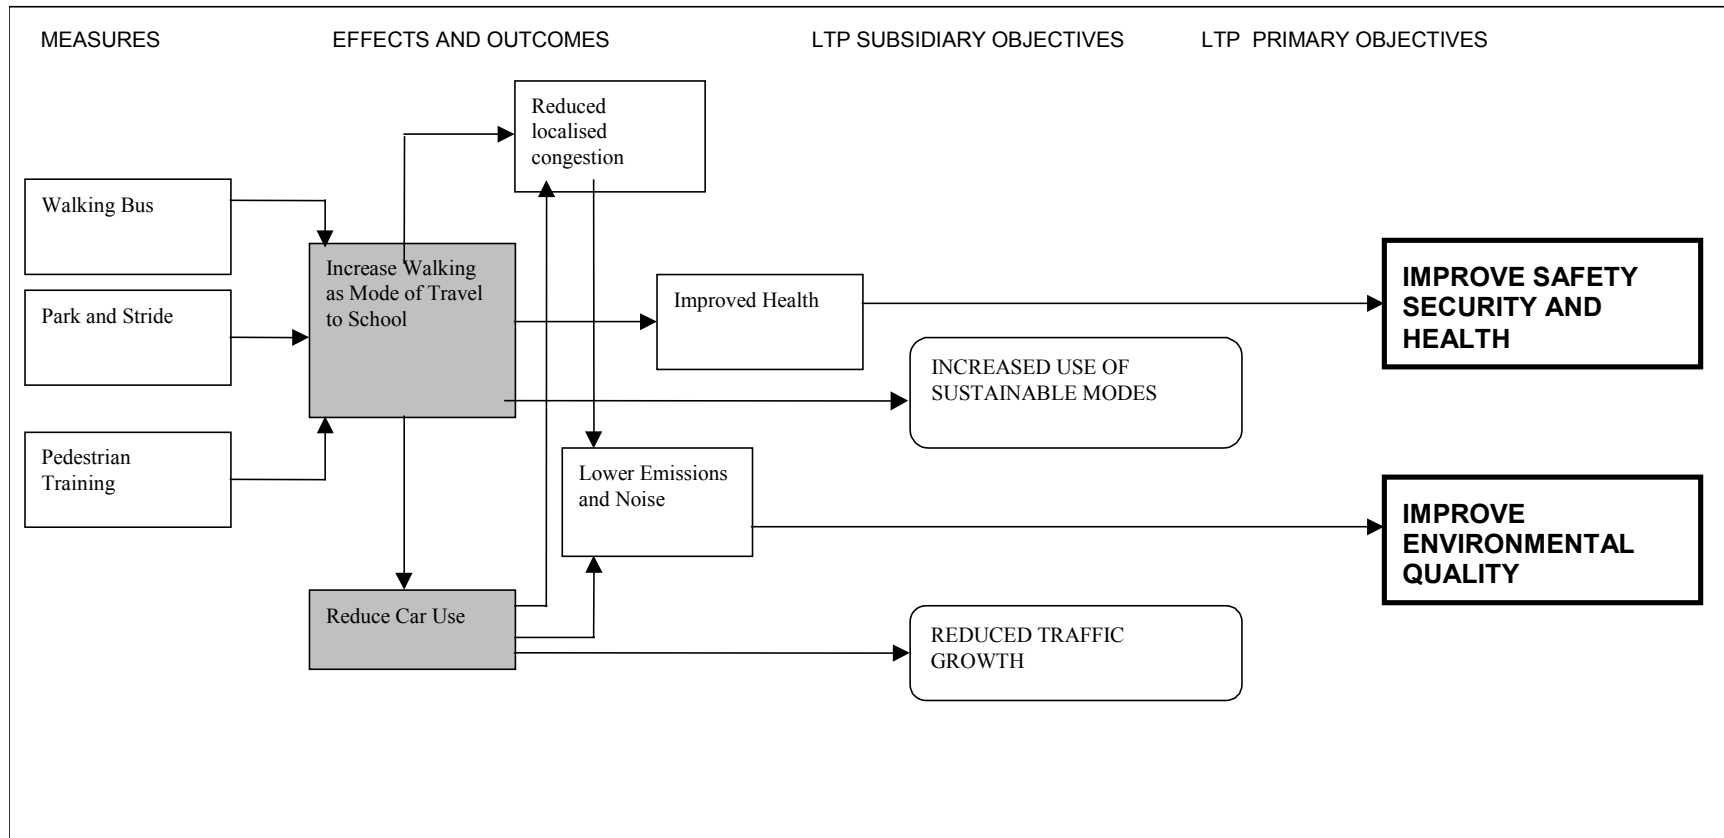 MEASURES
EFFECTS AND OUTCOMES
LTP SUBSIDIARY OBJECTIVES
LTP PRIMARY OBJECTIVES
Reduced
localised
congestion
Walking Bus
Increase Walking
as Mode of Travel
to School
Park and Stride
Improved Health
IMPROVE SAFETY
SECURITY AND
HEALTH
INCREASED USE OF
SUSTAINABLE MODES
Pedestrian
Training
Lower Emissions
and Noise
IMPROVE
ENVIRONMENTAL
QUALITY
Reduce Car Use
REDUCED TRAFFIC
GROWTH